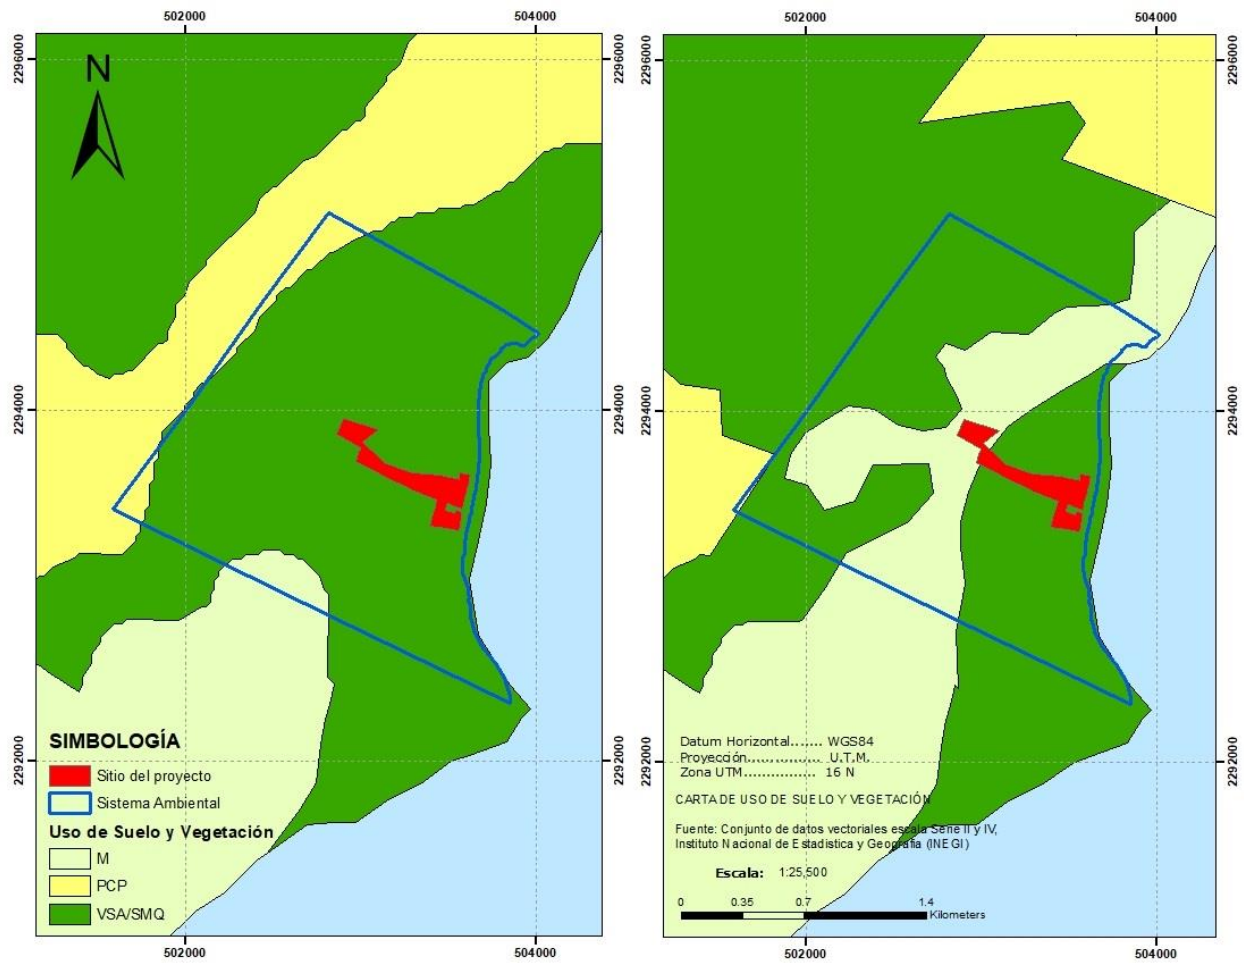 502000
504000
502000
504000
2296000
2296000
2296000
2296000
N
2294000
2294000
2294000
2294000
2292000
2292000
2292000
2292000
SIMBOLOGÍA
Sitio del proyecto
Sistema Ambiental
Uso de Suelo y Vegetación
M
PCP
VSA/SMQ
Datum Horizontal....... WGS84
Proyección............... U.T.M.
Zona UTM............... 16 N
CARTA DE USO DE SUELO Y VEGETACIÓN
Fuente: Conjunto de datos vectoriales escala Serie II y IV,
Instituto Nacional de Estadistica y Geografia (INEGI)
Escala: 1:25,500
0 0.35 0.7 1.4
Kilometers
502000
504000
502000
504000